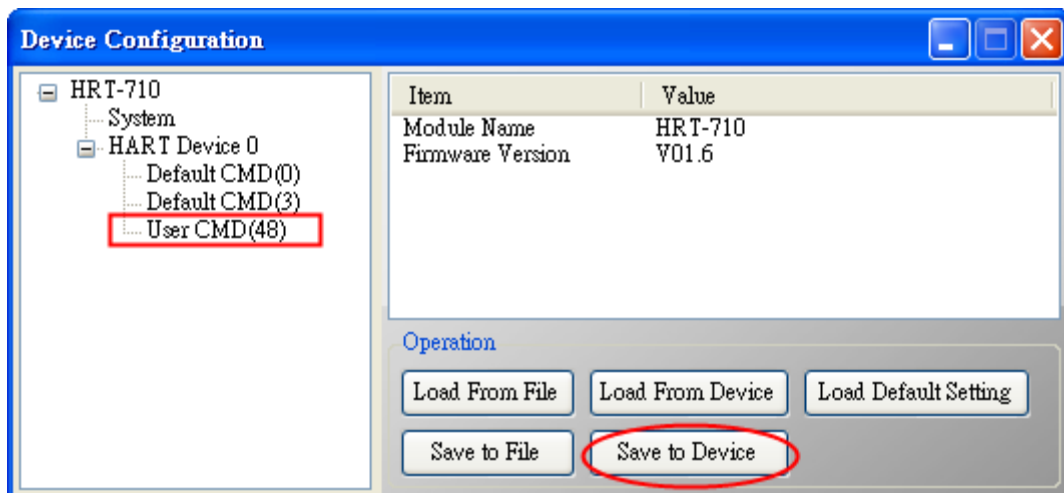 Device Configuration
HRT-710
System
HART Device 0
Default CMD(0)
Default CMD(3)
User CMD(48)
Item Value
Module Name HRT-710
Firmware Version V01.6
Operation
Load From File Load From Device Load Default Setting
Save to File Save to Device